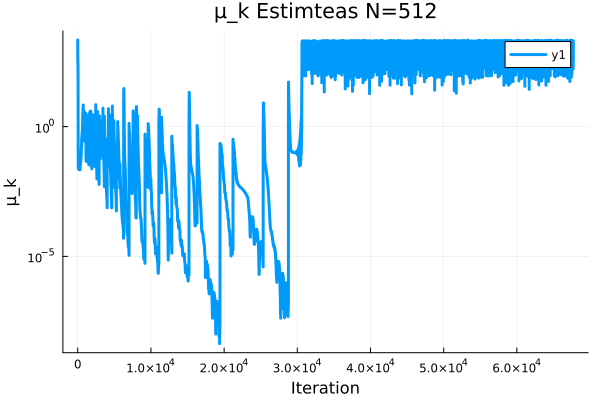 μ_k Estimteas N=512
y1
μ_k
10⁰
10⁻⁵
0
1.0×10⁴
2.0×10⁴
3.0×10⁴
4.0×10⁴
5.0×10⁴
6.0×10⁴
Iteration